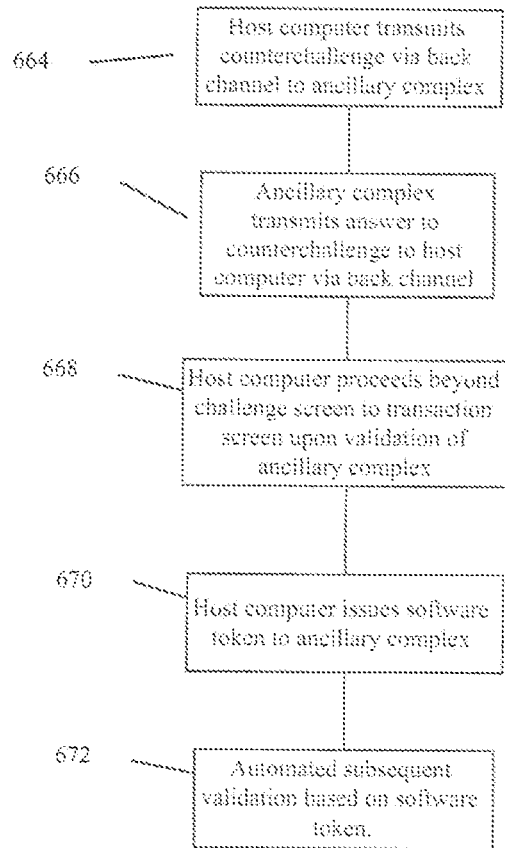 664
Host computer transmits
counterchallenge via back
channel to ancillary complex
666
Ancillary complex
transmits answer to
counterchallenge to host
computer via back channel
668
Host computer proceeds beyond
challenge screen to transaction
screen upon validation of
ancillary complex
670
Host computer issues software
token to ancillary complex
672
Automated subsequent
validation based on software
token.